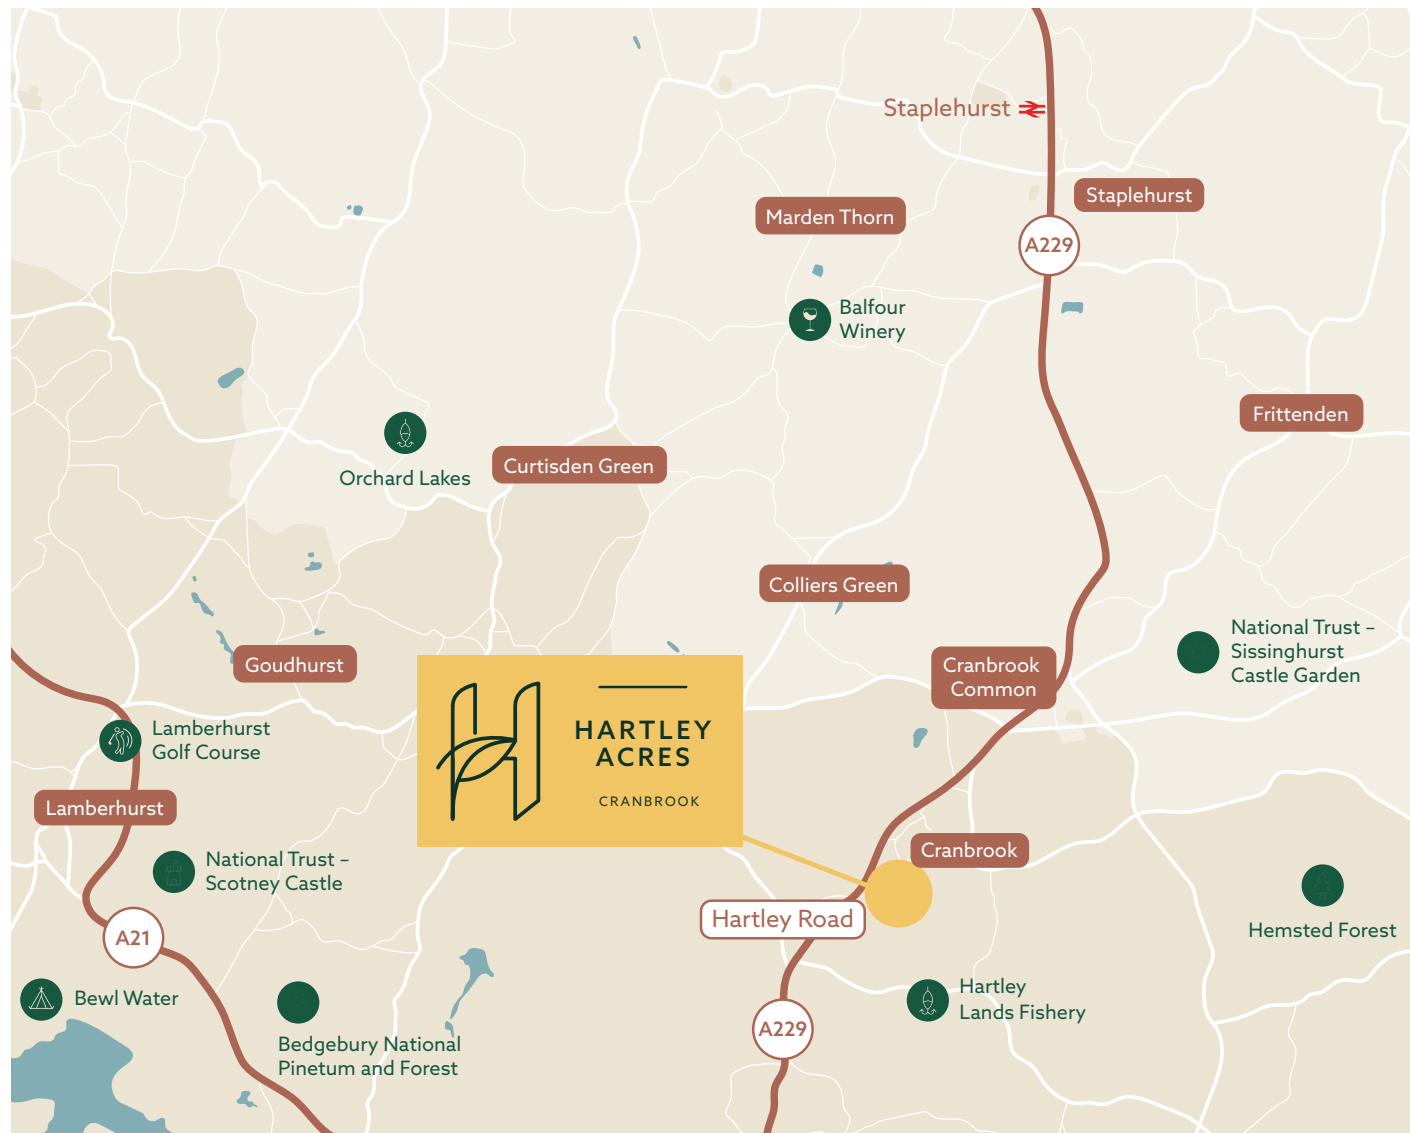 Staplehurst
Staplehurst
Marden Thorn
A229
Balfour
Winery
Frittenden
Orchard Lakes
Curtisden Green
Colliers Green
National Trust –
Sissinghurst
Castle Garden
Goudhurst
Cranbrook
Common
Lamberhurst
Golf Course
HARTLEY
ACRES
CRANBROOK
Lamberhurst
Cranbrook
National Trust –
Scotney Castle
Hartley Road
Hemsted Forest
A21
Bewl Water
Hartley
Lands Fishery
A229
Bedgebury National
Pinetum and Forest